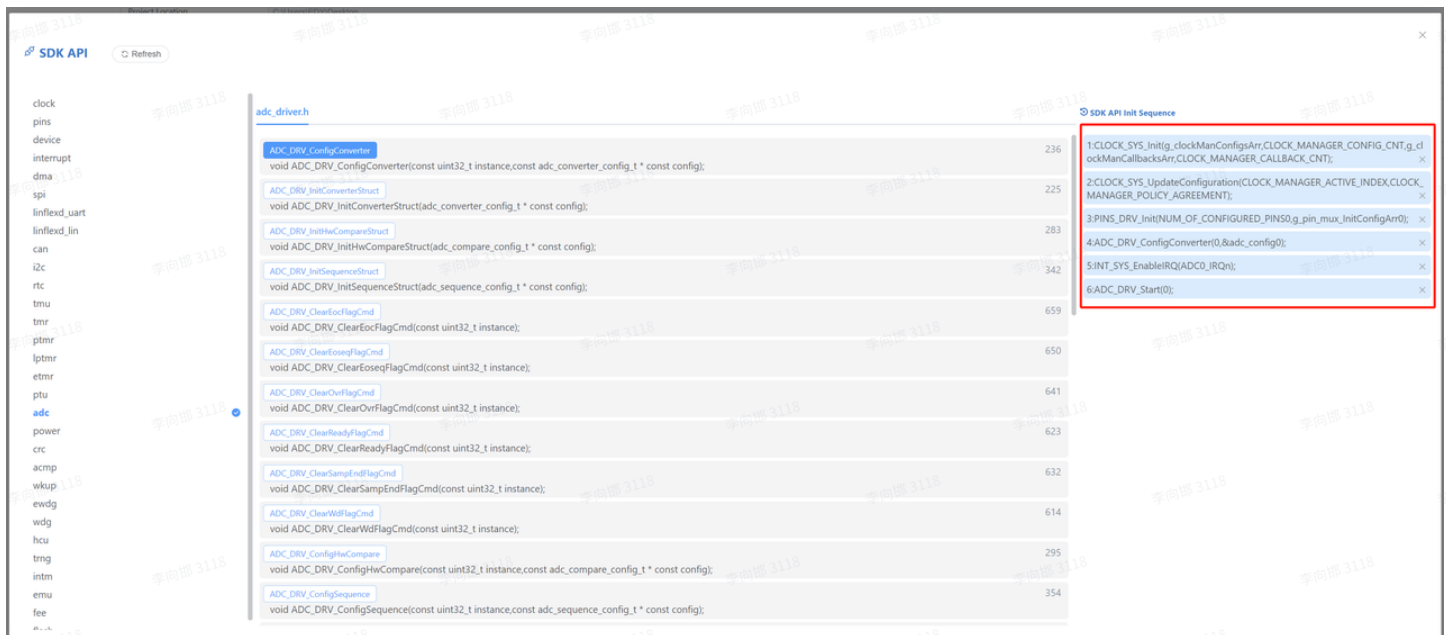 Project Location
SDK API
Refresh
clock
pins
device
interrupt
dma
spi
linflexd_uart
linflexd_lin
can
i2c
rtc
tmu
tmr
ptmr
lptmr
etmr
ptu
adc
power
crc
acmp
wkup
ewdg
wdg
hcu
trng
intm
emu
fee
adc_driver.h
ADC_DRV_ConfigConverter
236
void ADC_DRV_ConfigConverter(const uint32_t instance,const adc_converter_config_t * const config);
ADC_DRV_InitConverterStruct
225
void ADC_DRV_InitConverterStruct(adc_converter_config_t * const config);
ADC_DRV_InitHwCompareStruct
283
void ADC_DRV_InitHwCompareStruct(adc_compare_config_t * const config);
ADC_DRV_InitSequenceStruct
342
void ADC_DRV_InitSequenceStruct(adc_sequence_config_t * const config);
ADC_DRV_ClearEocFlagCmd
659
void ADC_DRV_ClearEocFlagCmd(const uint32_t instance);
ADC_DRV_ClearEoseqFlagCmd
650
void ADC_DRV_ClearEoseqFlagCmd(const uint32_t instance);
ADC_DRV_ClearOvrFlagCmd
641
void ADC_DRV_ClearOvrFlagCmd(const uint32_t instance);
ADC_DRV_ClearReadyFlagCmd
623
void ADC_DRV_ClearReadyFlagCmd(const uint32_t instance);
ADC_DRV_ClearSampEndFlagCmd
632
void ADC_DRV_ClearSampEndFlagCmd(const uint32_t instance);
ADC_DRV_ClearWdFlagCmd
614
void ADC_DRV_ClearWdFlagCmd(const uint32_t instance);
ADC_DRV_ConfigHwCompare
295
void ADC_DRV_ConfigHwCompare(const uint32_t instance,const adc_compare_config_t * const config);
ADC_DRV_ConfigSequence
354
void ADC_DRV_ConfigSequence(const uint32_t instance,const adc_sequence_config_t * const config);
SDK API Init Sequence
1:CLOCK_SYS_Init(g_clockManConfigsArr,CLOCK_MANAGER_CONFIG_CNT,g_cl
ockManCallbacksArr,CLOCK_MANAGER_CALLBACK_CNT);
2:CLOCK_SYS_UpdateConfiguration(CLOCK_MANAGER_ACTIVE_INDEX,CLOCK_
MANAGER_POLICY_AGREEMENT);
3:PINS_DRV_Init(NUM_OF_CONFIGURED_PINS0,g_pin_mux_InitConfigArr0);
4:ADC_DRV_ConfigConverter(0,&adc_config0);
5:INT_SYS_EnableIRQ(ADC0_IRQn);
6:ADC_DRV_Start(0);